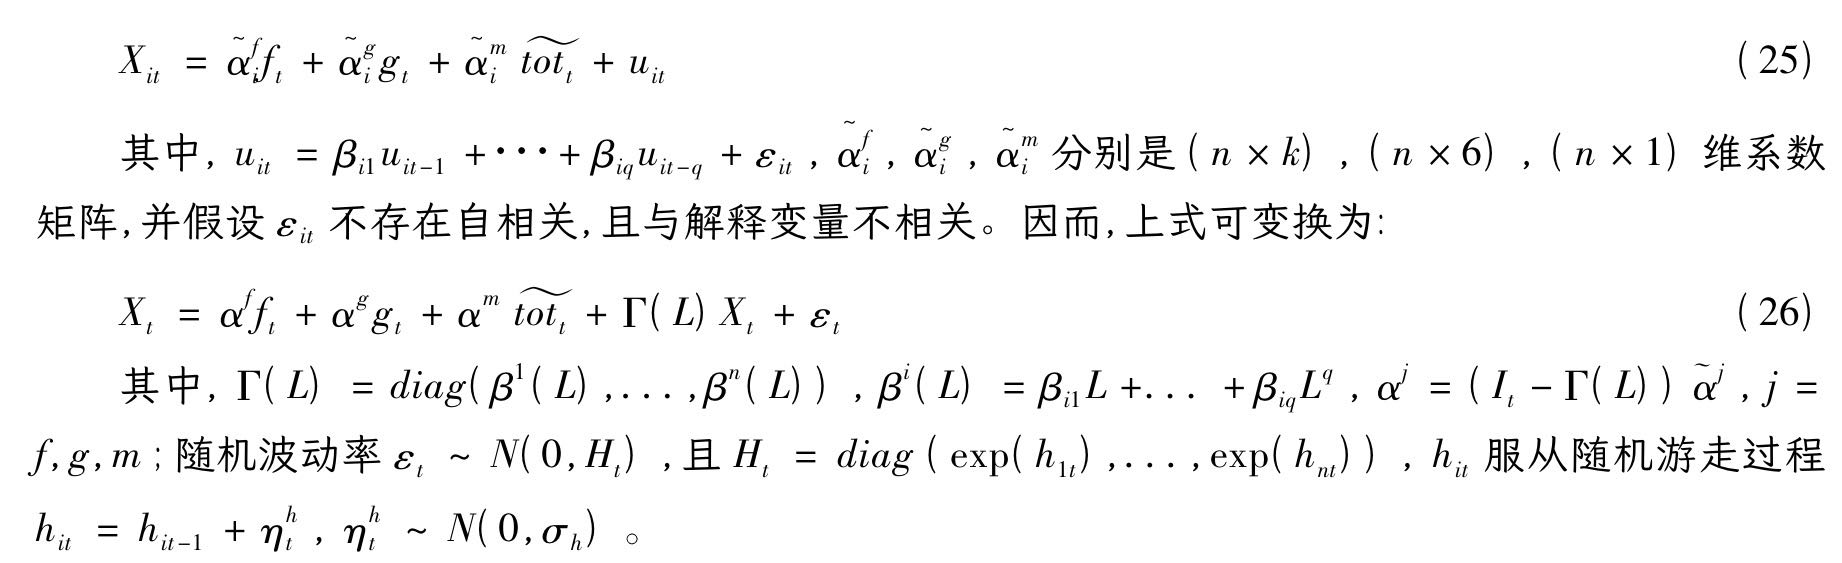 $X_{it} = \tilde{\alpha}_i^f f_t + \tilde{\alpha}_i^g g_t + \tilde{\alpha}_i^m \widetilde{tot}_t + u_{it}$ (25)
其中, $u_{it} = \beta_{i1}u_{it-1} + \cdots + \beta_{iq}u_{it-q} + \varepsilon_{it}$ , $\tilde{\alpha}_i^f$ , $\tilde{\alpha}_i^g$ , $\tilde{\alpha}_i^m$ 分别是 $(n \times k)$ , $(n \times 6)$ , $(n \times 1)$ 维系数
矩阵,并假设 $\varepsilon_{it}$ 不存在自相关,且与解释变量不相关。因而,上式可变换为:
$X_t = \alpha^f f_t + \alpha^g g_t + \alpha^m \widetilde{tot}_t + \Gamma(L) X_t + \varepsilon_t$ (26)
其中, $\Gamma(L) = diag(\beta^1(L),...,\beta^n(L))$ , $\beta^i(L) = \beta_{i1}L + ... + \beta_{iq}L^q$ , $\alpha^j = (I_t - \Gamma(L))\tilde{\alpha}^j$ , $j =$
$f,g,m$ ;随机波动率 $\varepsilon_t \sim N(0,H_t)$ ,且 $H_t = diag(\exp(h_{1t}),...,\exp(h_{nt}))$ , $h_{it}$ 服从随机游走过程
$h_{it} = h_{it-1} + \eta_t^h$ , $\eta_t^h \sim N(0,\sigma_h)$ 。